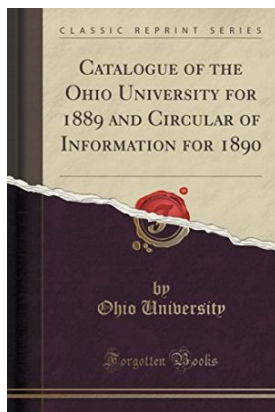 CLASSIC REPRINT SERIES
CATALOGUE OF THE
OHIO UNIVERSITY FOR
1889 AND CIRCULAR OF
INFORMATION FOR 1890
by
Ohio University
Forgotten Books